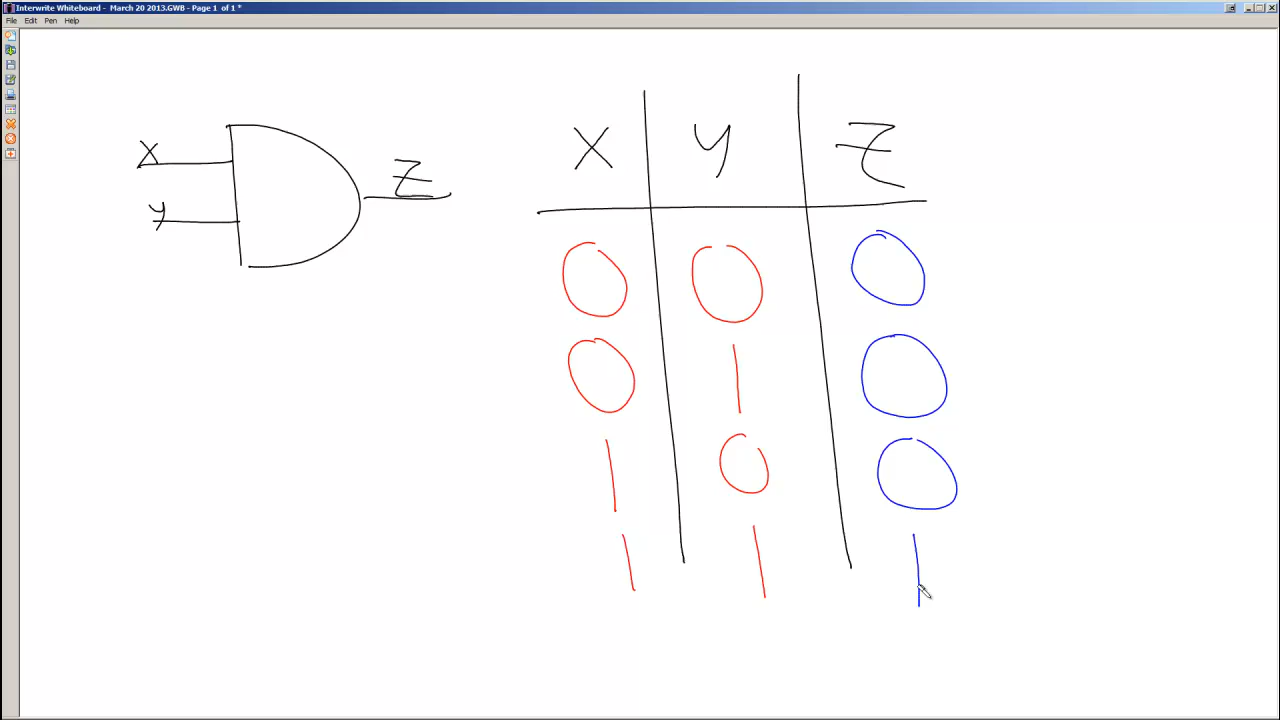 Interwrite Whiteboard - March 20 2013.GWB - Page 1 of 1 *
File Edit Pen Help
X
Y
Z
X Y Z
0 0 0
0 1 0
1 0 0
1 1 1